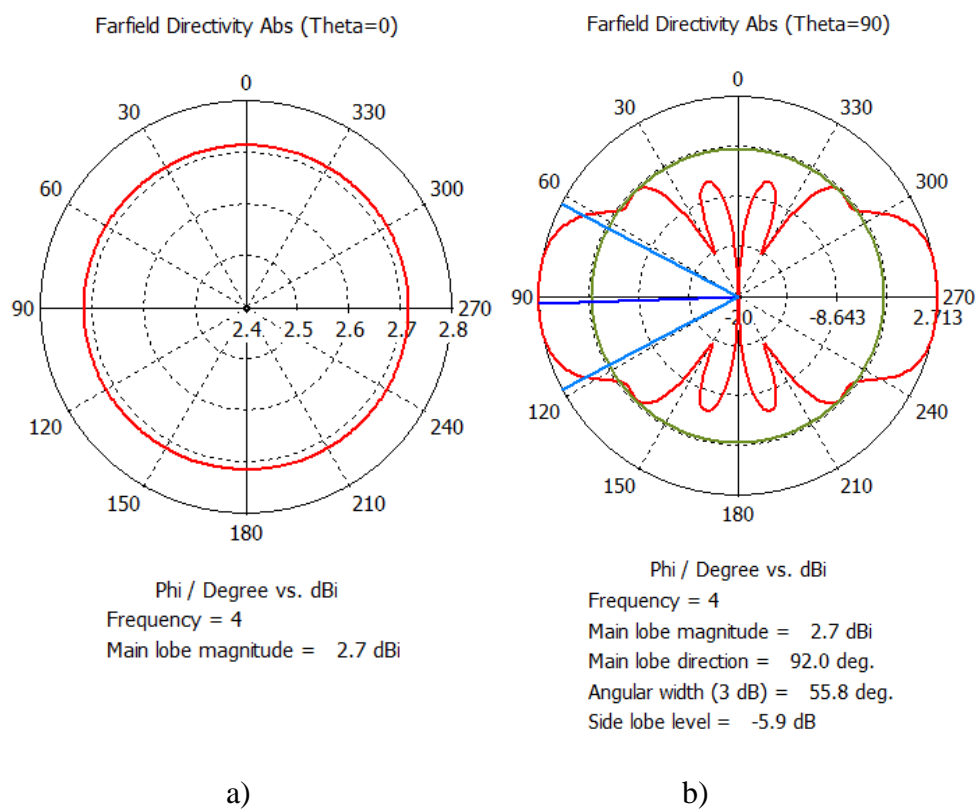 Farfield Directivity Abs (Theta=0)
0
30 330
60 300
90 2.4 2.5 2.6 2.7 2.8 270
120 240
150 210
180
Phi / Degree vs. dBi
Frequency = 4
Main lobe magnitude = 2.7 dBi
a)
Farfield Directivity Abs (Theta=90)
0
30 330
60 300
90 -20 -8.643 2.713 270
120 240
150 210
180
Phi / Degree vs. dBi
Frequency = 4
Main lobe magnitude = 2.7 dBi
Main lobe direction = 92.0 deg.
Angular width (3 dB) = 55.8 deg.
Side lobe level = -5.9 dB
b)